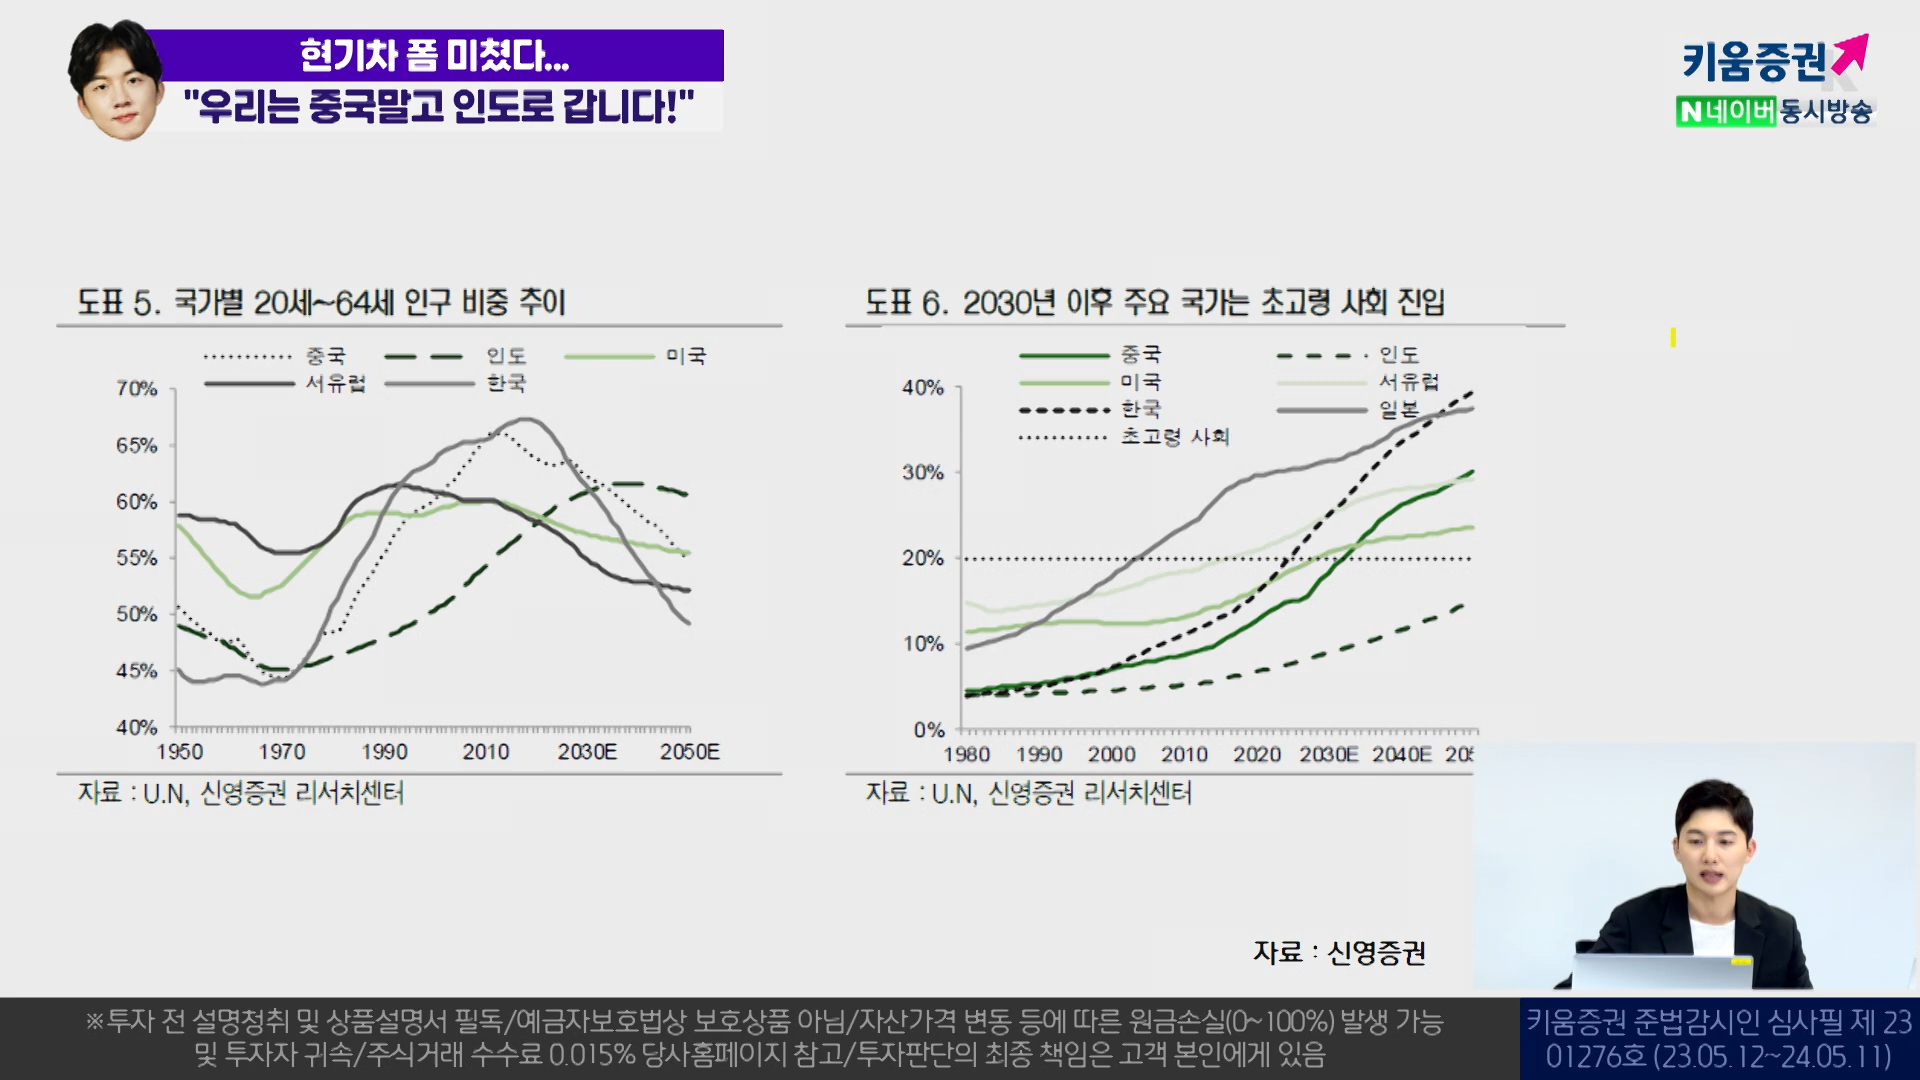 현기차 폼 미쳤다...
"우리는 중국말고 인도로 갑니다!"
키움증권
N 네이버 동시방송
도표 5. 국가별 20세~64세 인구 비중 추이
중국 인도 미국
서유럽 한국
70%
65%
60%
55%
50%
45%
40%
1950 1970 1990 2010 2030E 2050E
자료 : U.N, 신영증권 리서치센터
도표 6. 2030년 이후 주요 국가는 초고령 사회 진입
중국 인도
미국 서유럽
한국 일본
초고령 사회
40%
30%
20%
10%
0%
1980 1990 2000 2010 2020 2030E 2040E
자료 : U.N, 신영증권 리서치센터
자료 : 신영증권
※투자 전 설명청취 및 상품설명서 필독/예금자보호법상 보호상품 아님/자산가격 변동 등에 따른 원금손실(0~100%) 발생 가능
및 투자자 귀속/주식거래 수수료 0.015% 당사홈페이지 참고/투자판단의 최종 책임은 고객 본인에게 있음
키움증권 준법감시인 심사필 제 23
01276호 (23.05.12~24.05.11)